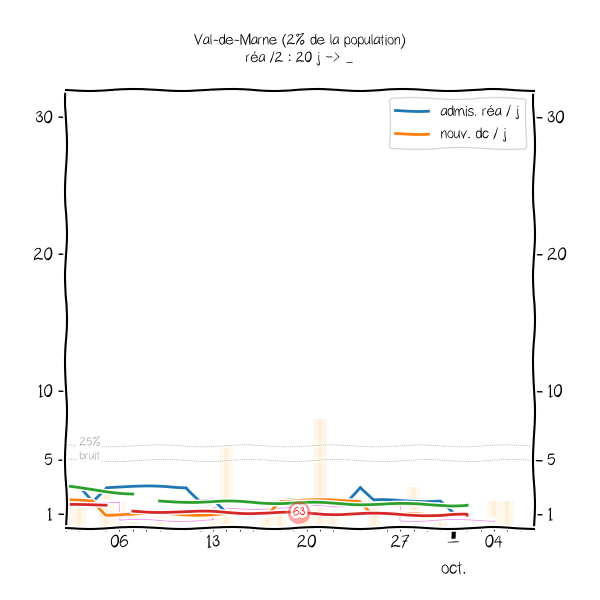 Val-de-Marne (2% de la population)
réa /2 : 20 j -> _
admis. réa / j
nouv. dc / j
30
30
20
20
10
10
25%
5
5
bruit
63
1
1
06
13
20
27
04
oct.